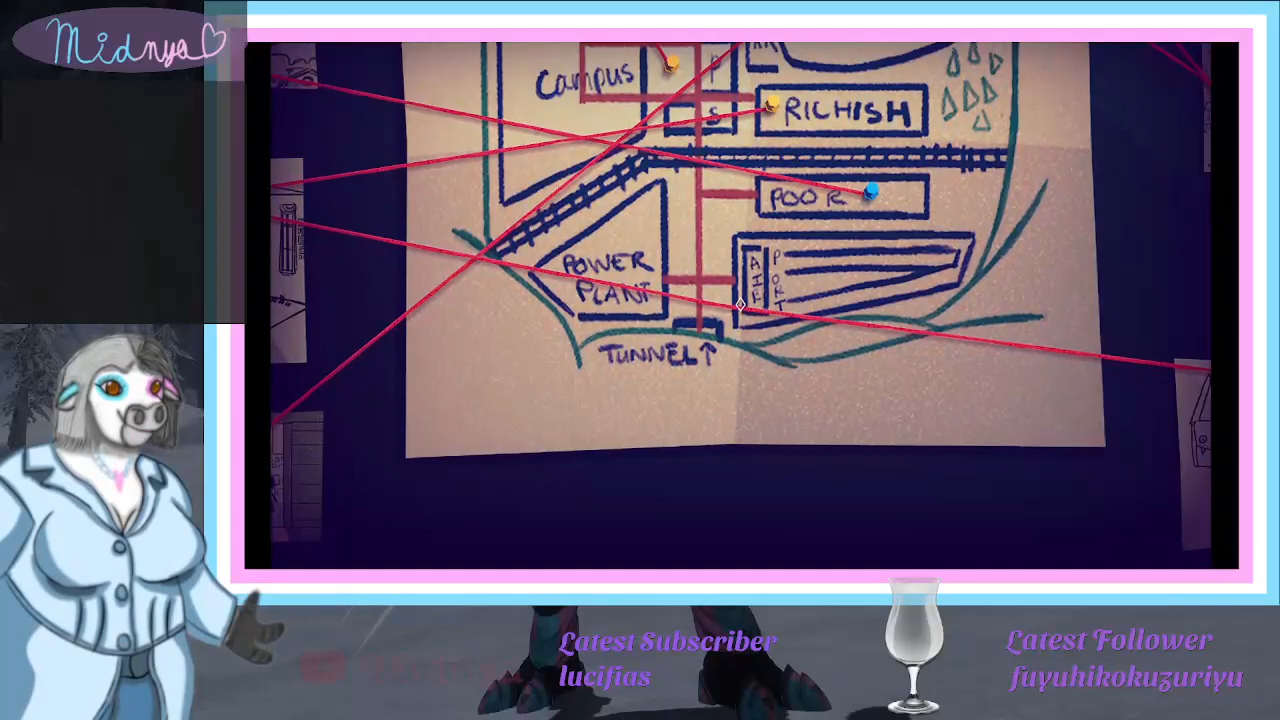 Midnya
Campus
P
S
RICHISH
POOR
POWER
PLANT
AIR
PORT
TUNNEL↑
Latest Subscriber
lucifias
Latest Follower
fuyuhikokuzuriyu